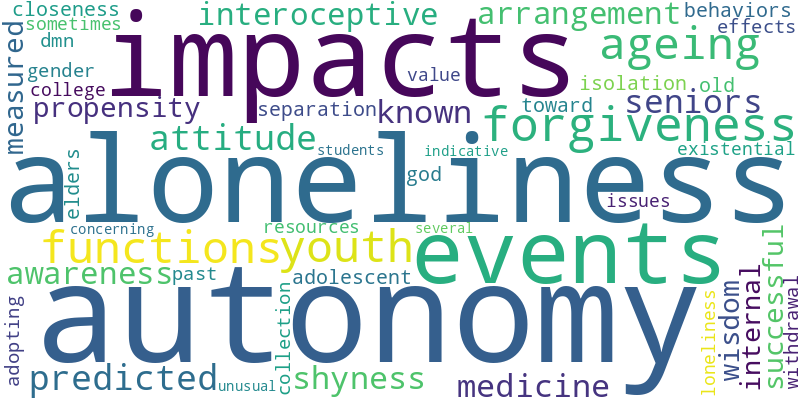 closeness
sometimes
interoceptive
arrangement
behaviors
effects
measured
dmn
impacts
ageing
gender
college
value
isolation
old
propensity
separation
known
toward
seniors
attitude
forgiveness
students
indicative
existential
elders
aloneliness
god
issues
concerning
resources
several
functions
youth
events
successful
awareness
past
adolescent
autonomy
internal
wisdom
withdrawal
loneliness
adopting
collection
predicted
unusual
shyness
medicine